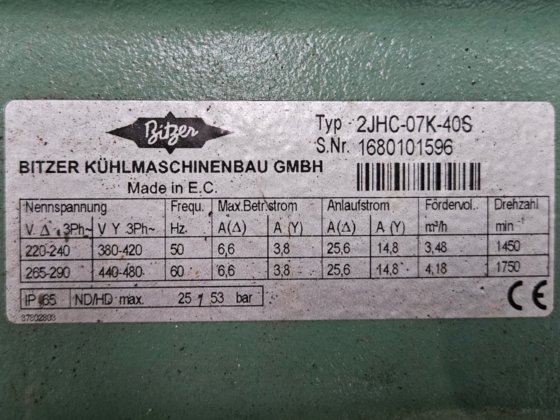 Bitzer
Typ - 2JHC-07K-40S
S.Nr. 1680101596
BITZER KÜHLMASCHINENBAU GMBH
Made in E.C.
Nennspannung Frequ. Max.Betr.strom Anlaufstrom Fördervol. Drehzahl
V Δ 3Ph~ V Y 3Ph~ Hz A(Δ) A (Y) A(Δ) A (Y) m³/h min⁻¹
220-240 380-420 50 6,6 3,8 25,6 14,8 3,48 1450
265-290 440-480 60 6,6 3,8 25,6 14,8 4,18 1750
IP 65 ND/HD max. 25 / 53 bar
CE